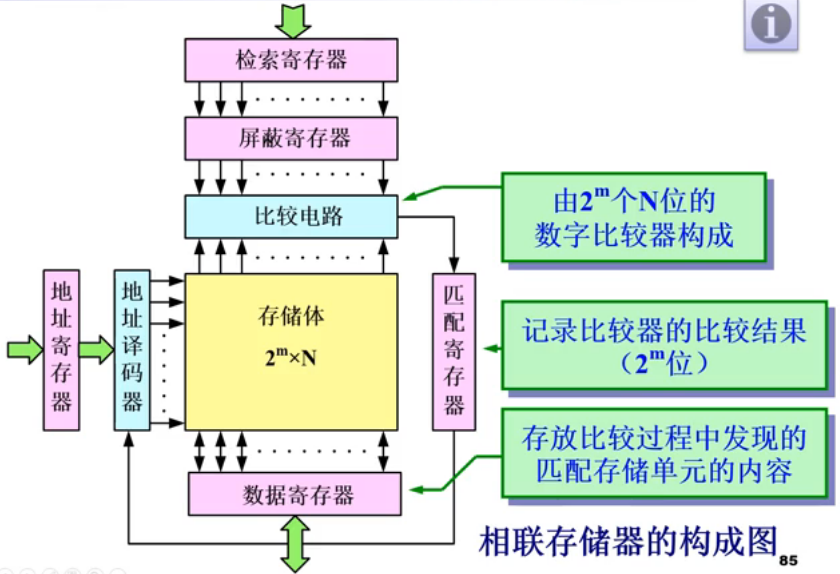 i
检索寄存器
屏蔽寄存器
比较电路
由2ᵐ个N位的
数字比较器构成
地址寄存器
地址译码器
存储体
2ᵐ×N
匹配寄存器
记录比较器的比较结果
（2ᵐ位）
存放比较过程中发现的
匹配存储单元的内容
数据寄存器
相联存储器的构成图
85